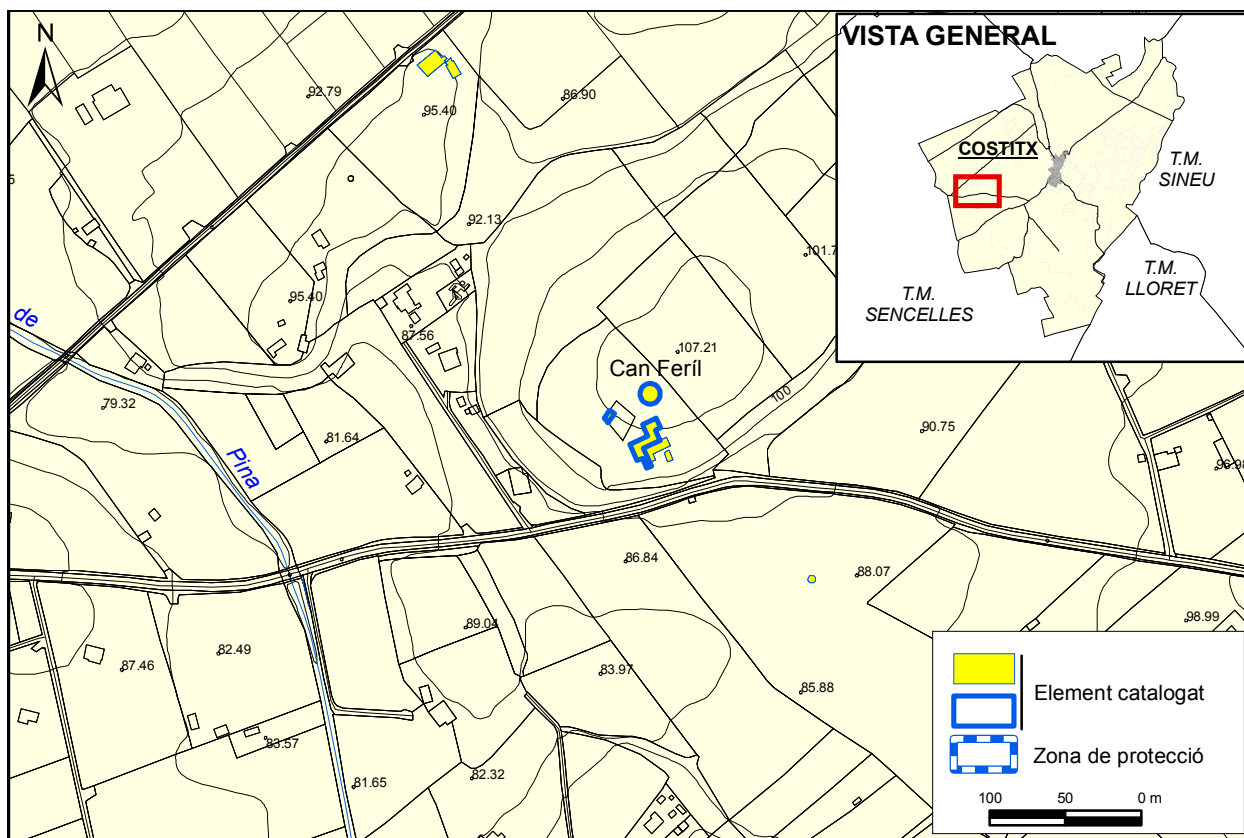 N
VISTA GENERAL
COSTITX
T.M.
SINEU
T.M.
LLORET
T.M.
SENCELLES
92.79
95.40
86.90
92.13
101.7
95.40
87.56
de
107.21
Can Feríl
100
79.32
81.64
Pina
90.75
96.98
86.84
88.07
89.04
98.99
82.49
87.46
83.97
85.88
83.57
81.65
82.32
Element catalogat
Zona de protecció
100 50 0 m